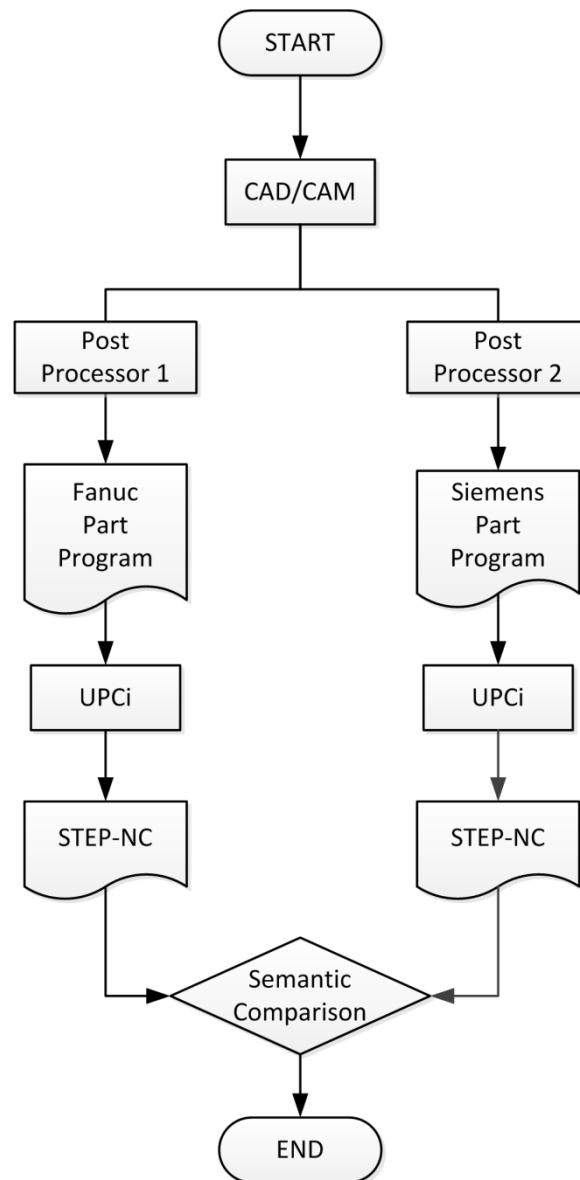 START
CAD/CAM
Post
Processor 1
Post
Processor 2
Fanuc
Part
Program
Siemens
Part
Program
UPCi
UPCi
STEP-NC
STEP-NC
Semantic
Comparison
END